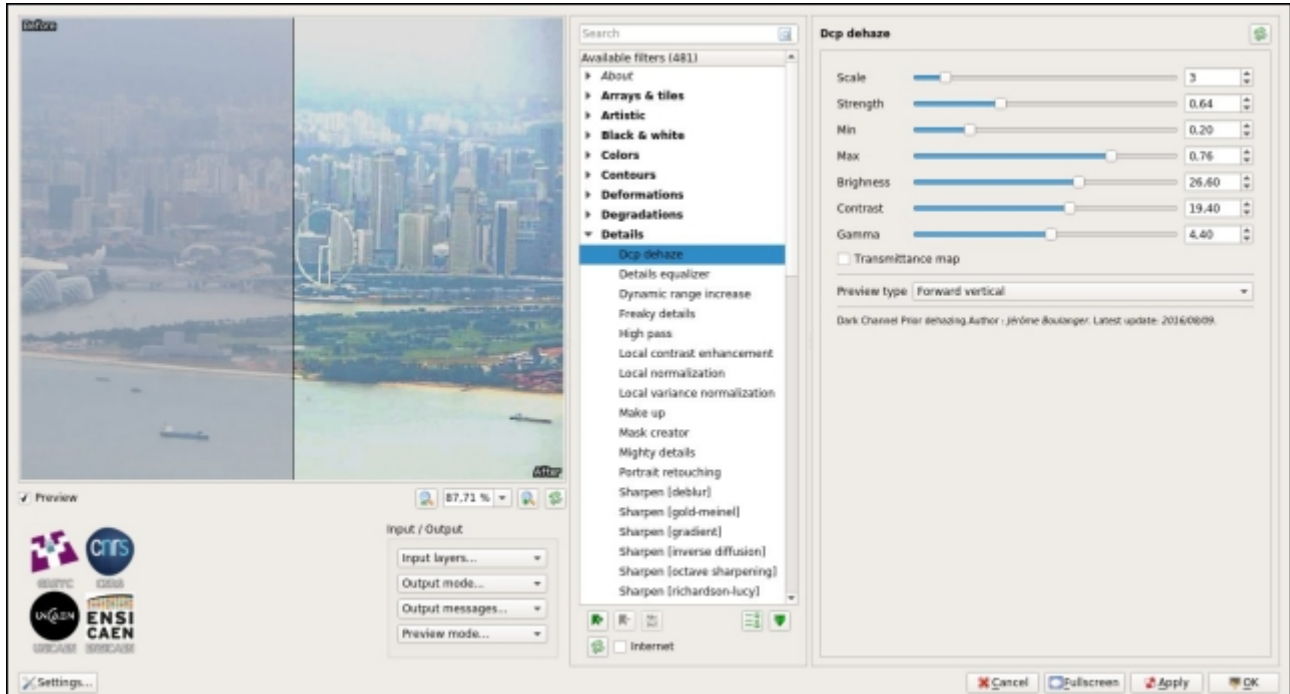 Before
After
Preview
87.71 %
GREYC
CNRS
cnrs
UNICAEN
ENSI
CAEN
UNICAEN
ENSICAEN
Input / Output
Input layers...
Output mode...
Output messages...
Preview mode...
Settings...
Search
Available filters (481)
About
Arrays & tiles
Artistic
Black & white
Colors
Contours
Deformations
Degradations
Details
Dcp dehaze
Details equalizer
Dynamic range increase
Freaky details
High pass
Local contrast enhancement
Local normalization
Local variance normalization
Make up
Mask creator
Mighty details
Portrait retouching
Sharpen [deblur]
Sharpen [gold-meinel]
Sharpen [gradient]
Sharpen [inverse diffusion]
Sharpen [octave sharpening]
Sharpen [richardson-lucy]
Internet
Dcp dehaze
Scale 3
Strength 0,64
Min 0,20
Max 0,76
Brighness 26,60
Contrast 19,40
Gamma 4,40
Transmittance map
Preview type Forward vertical
Dark Channel Prior dehazing.Author : Jérôme Boulanger. Latest update: 2016/08/09.
Cancel
Fullscreen
Apply
OK